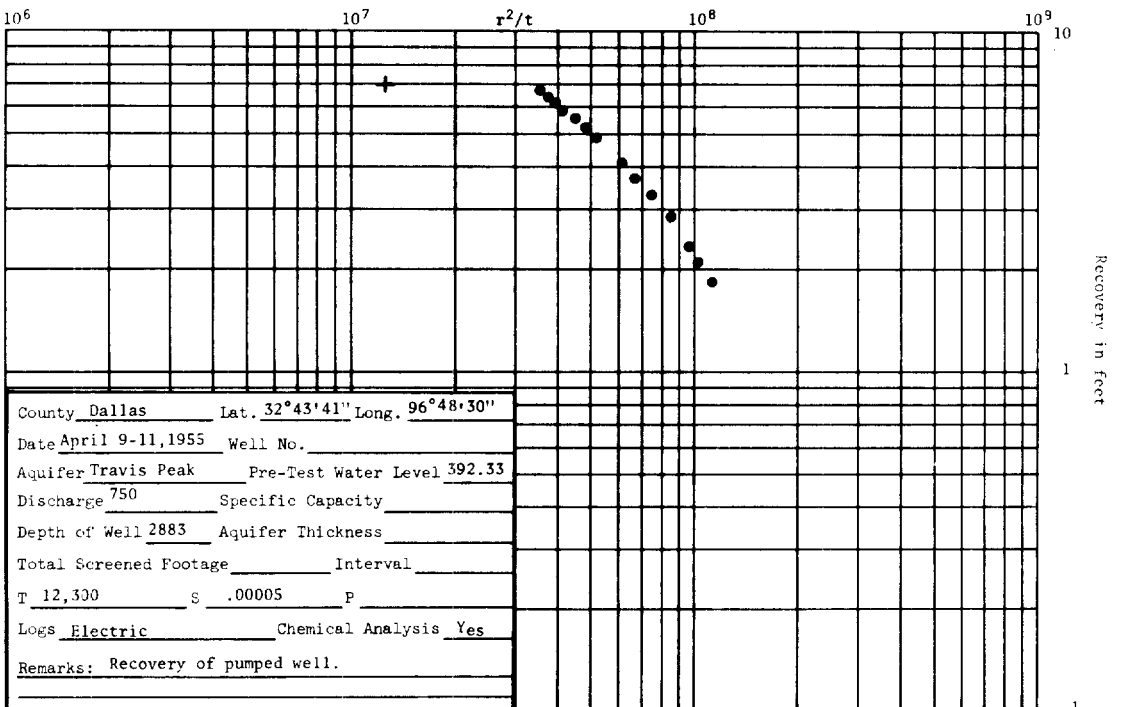 10⁶ 10⁷ r²/t 10⁸ 10⁹
10
Recovery in feet
1
.1
County Dallas Lat. 32°43'41" Long. 96°48'30"
Date April 9-11,1955 Well No.
Aquifer Travis Peak Pre-Test Water Level 392.33
Discharge 750 Specific Capacity
Depth of Well 2883 Aquifer Thickness
Total Screened Footage Interval
T 12,300 S .00005 P
Logs Electric Chemical Analysis Yes
Remarks: Recovery of pumped well.